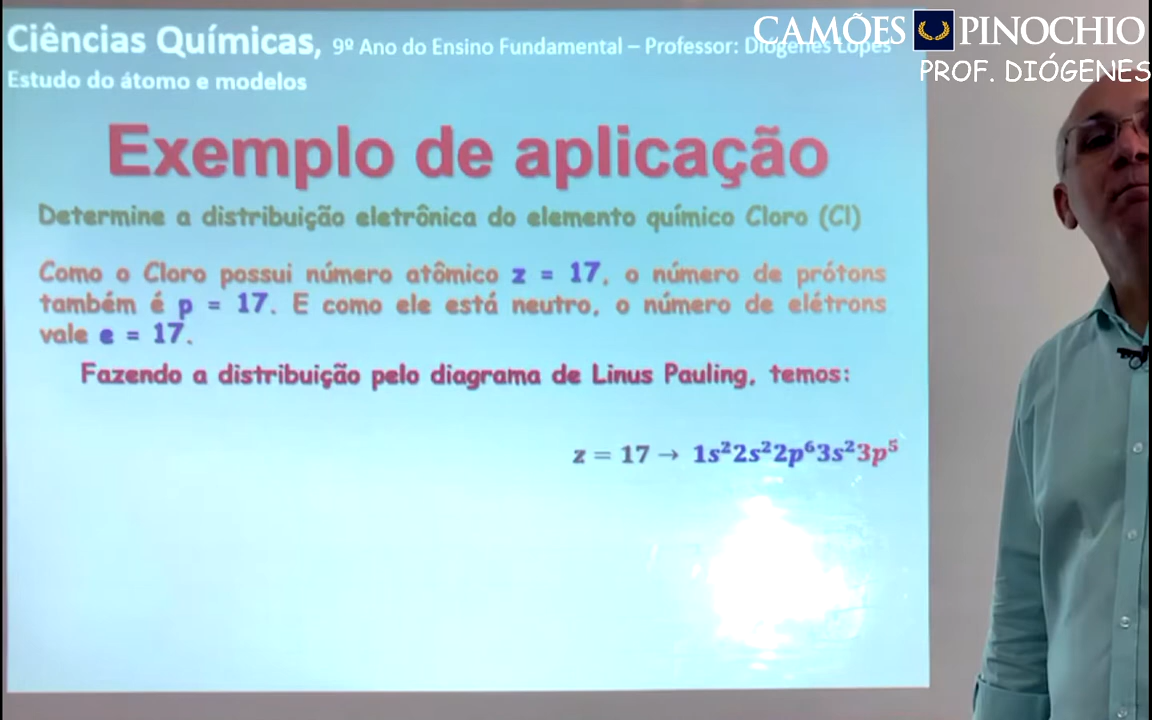 CAMÕES PINOCHIO
PROF. DIÓGENES
Ciências Químicas, 9º Ano do Ensino Fundamental – Professor: Diógenes Lopes
Estudo do átomo e modelos
Exemplo de aplicação
Determine a distribuição eletrônica do elemento químico Cloro (Cl)
Como o Cloro possui número atômico z = 17, o número de prótons
também é p = 17. E como ele está neutro, o número de elétrons
vale e = 17.
Fazendo a distribuição pelo diagrama de Linus Pauling, temos:
z = 17 → 1s²2s²2p⁶3s²3p⁵